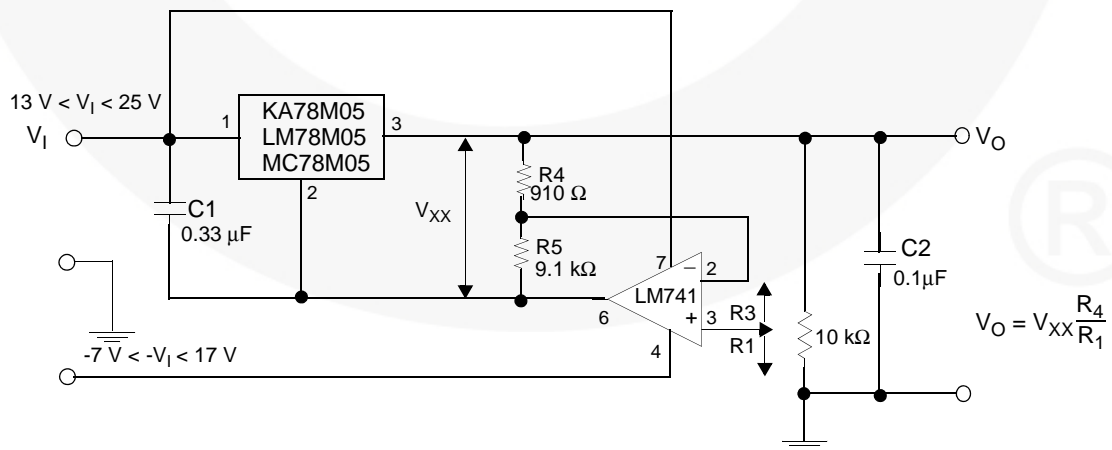 13 V < VI < 25 V
VI
1
KA78M05
LM78M05
MC78M05
3
2
VO
C1
0.33 μF
VXX
R4
910 Ω
R5
9.1 kΩ
7
–
2
LM741
6
+
3
4
R3
R1
10 kΩ
C2
0.1μF
VO = VXX R4/R1
-7 V < -VI < 17 V
®